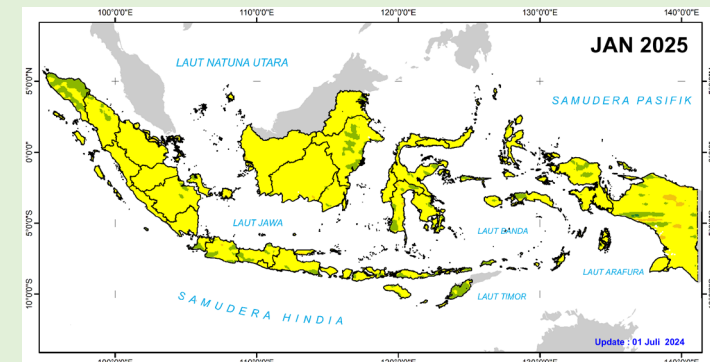 100°0'0"E 110°0'0"E 120°0'0"E 130°0'0"E 140°0'0"E
JAN 2025
LAUT NATUNA UTARA
5°0'0"N
SAMUDERA PASIFIK
0°0'0"
5°0'0"S
LAUT JAWA
LAUT BANDA
LAUT ARAFURA
10°0'0"S
SAMUDERA HINDIA
LAUT TIMOR
Update : 01 Juli 2024